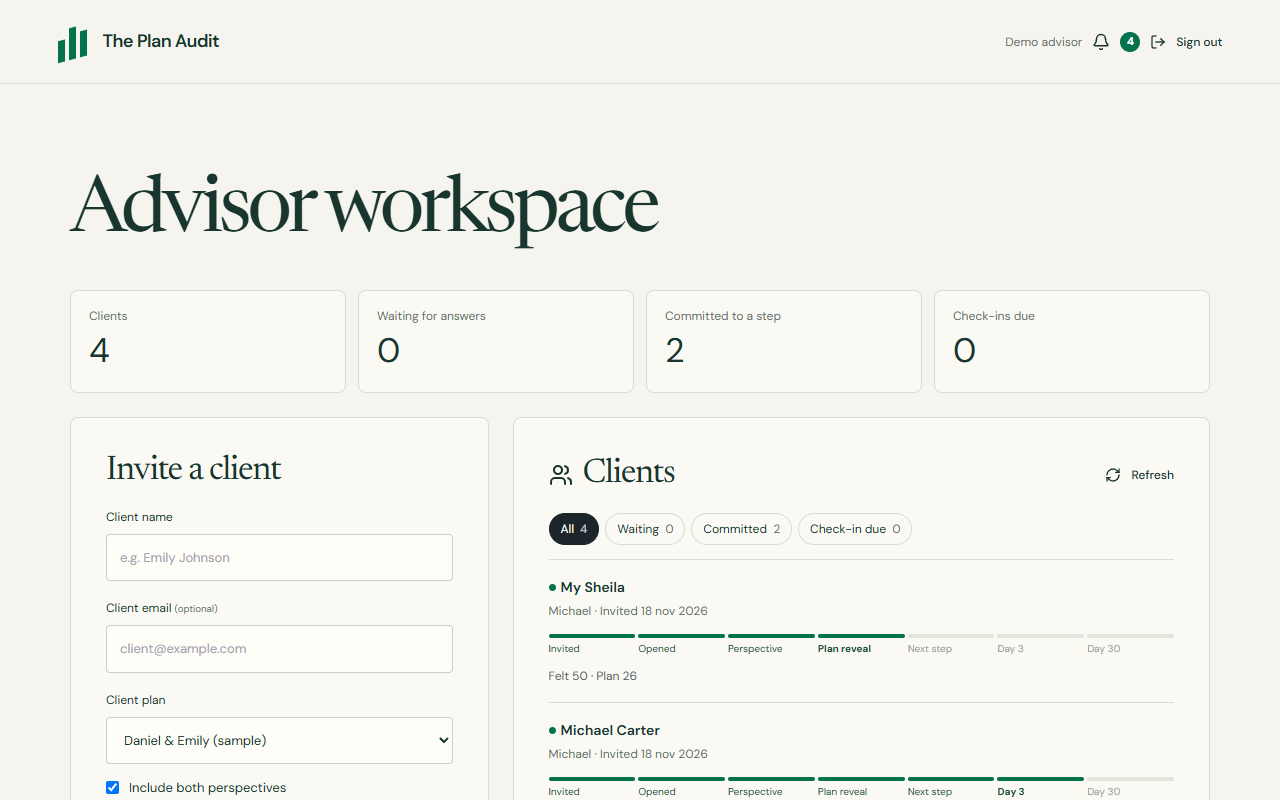 The Plan Audit
Demo advisor 4 Sign out
Advisor workspace
Clients
4
Waiting for answers
0
Committed to a step
2
Check-ins due
0
Invite a client
Client name
e.g. Emily Johnson
Client email (optional)
client@example.com
Client plan
Daniel & Emily (sample)
Include both perspectives
Clients
Refresh
All 4 Waiting 0 Committed 2 Check-in due 0
My Sheila
Michael · Invited 18 nov 2026
Invited Opened Perspective Plan reveal Next step Day 3 Day 30
Felt 50 · Plan 26
Michael Carter
Michael · Invited 18 nov 2026
Invited Opened Perspective Plan reveal Next step Day 3 Day 30